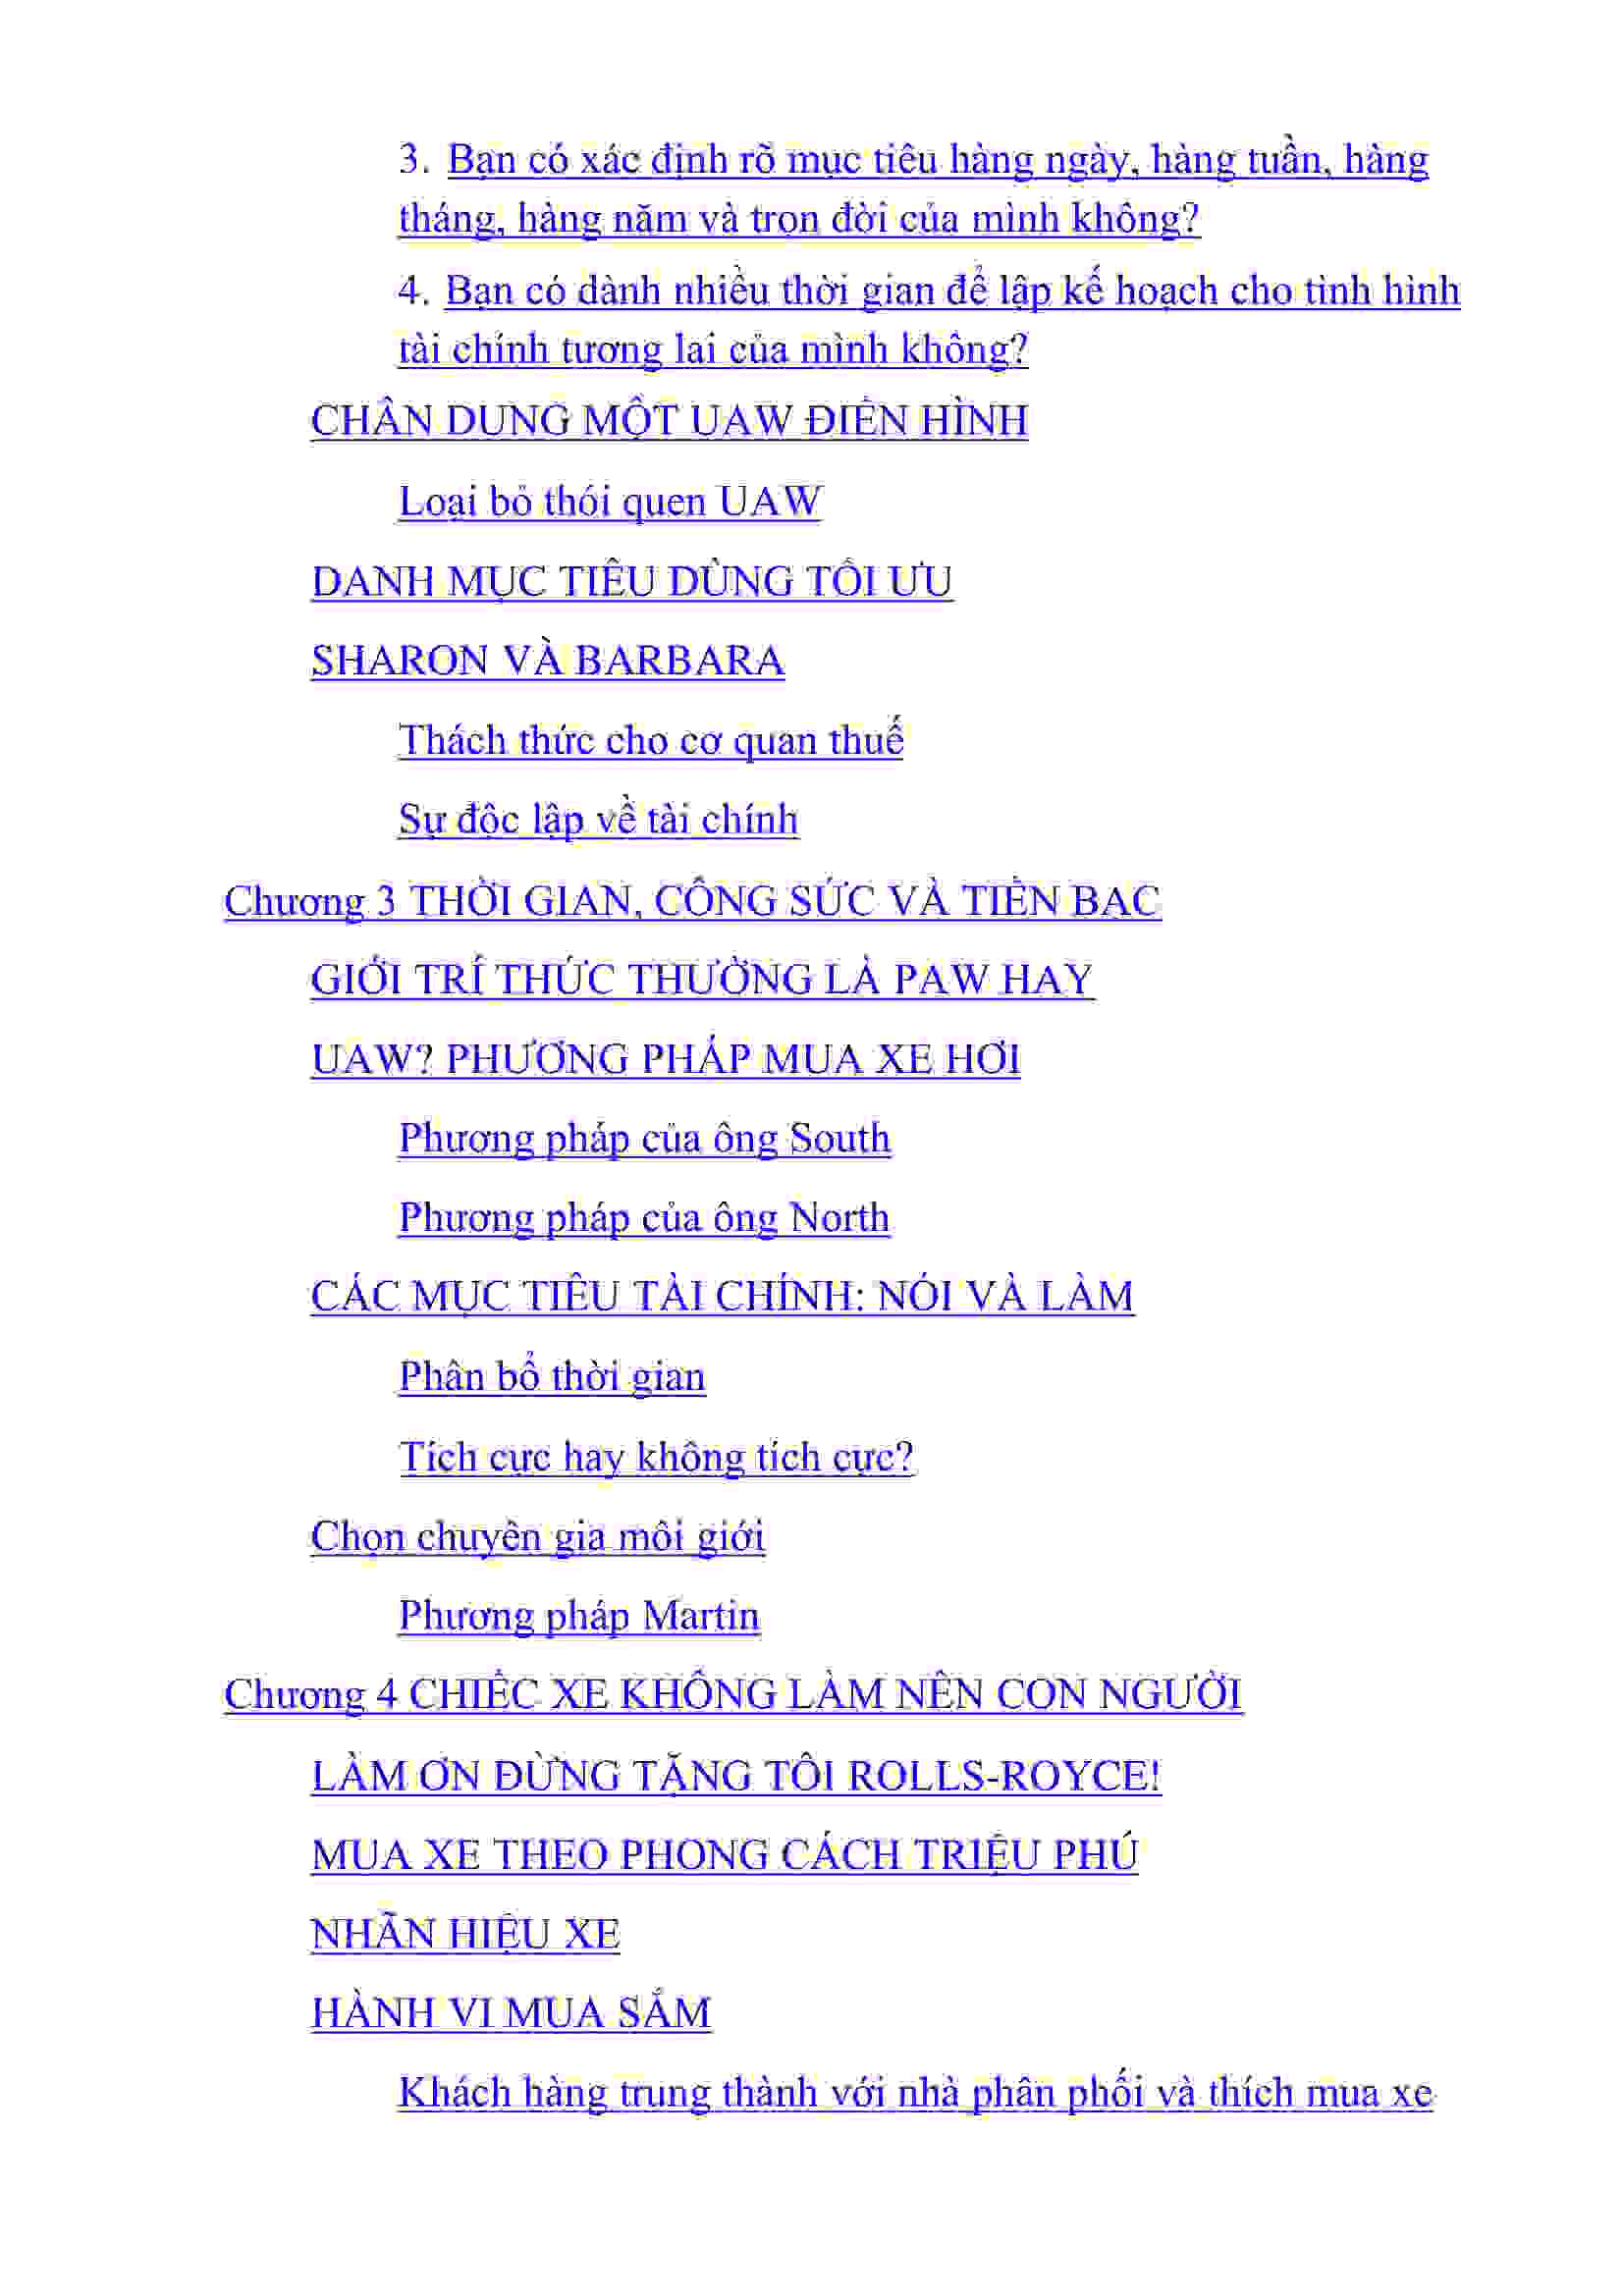 3. Bạn có xác định rõ mục tiêu hàng ngày, hàng tuần, hàng
tháng, hàng năm và trọn đời của mình không?
4. Bạn có dành nhiều thời gian để lập kế hoạch cho tình hình
tài chính tương lai của mình không?
CHÂN DUNG MỘT UAW ĐIỂN HÌNH
Loại bỏ thói quen UAW
DANH MỤC TIÊU DÙNG TỐI ƯU
SHARON VÀ BARBARA
Thách thức cho cơ quan thuế
Sự độc lập về tài chính
Chương 3 THỜI GIAN, CÔNG SỨC VÀ TIỀN BẠC
GIỚI TRÍ THỨC THƯỜNG LÀ PAW HAY
UAW? PHƯƠNG PHÁP MUA XE HƠI
Phương pháp của ông South
Phương pháp của ông North
CÁC MỤC TIÊU TÀI CHÍNH: NÓI VÀ LÀM
Phân bổ thời gian
Tích cực hay không tích cực?
Chọn chuyên gia môi giới
Phương pháp Martin
Chương 4 CHIẾC XE KHÔNG LÀM NÊN CON NGƯỜI
LÀM ƠN ĐỪNG TẶNG TÔI ROLLS-ROYCE!
MUA XE THEO PHONG CÁCH TRIỆU PHÚ
NHÃN HIỆU XE
HÀNH VI MUA SẮM
Khách hàng trung thành với nhà phân phối và thích mua xe